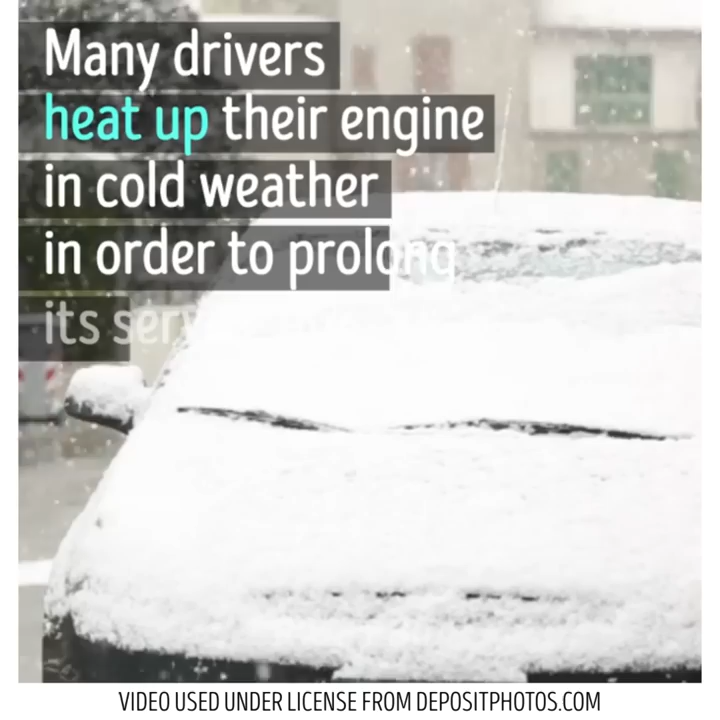 Many drivers
heat up their engine
in cold weather
in order to prolong
its serv
VIDEO USED UNDER LICENSE FROM DEPOSITPHOTOS.COM